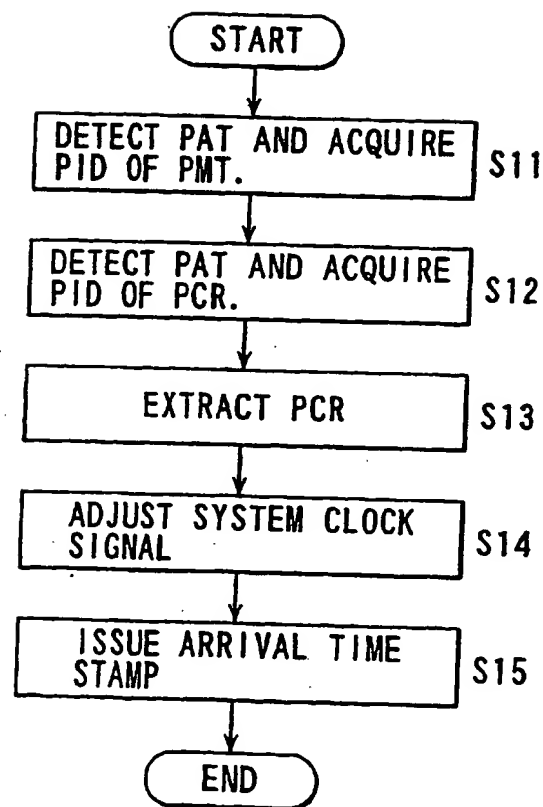 START
DETECT PAT AND ACQUIRE
PID OF PMT.
S11
DETECT PAT AND ACQUIRE
PID OF PCR.
S12
EXTRACT PCR
S13
ADJUST SYSTEM CLOCK
SIGNAL
S14
ISSUE ARRIVAL TIME
STAMP
S15
END